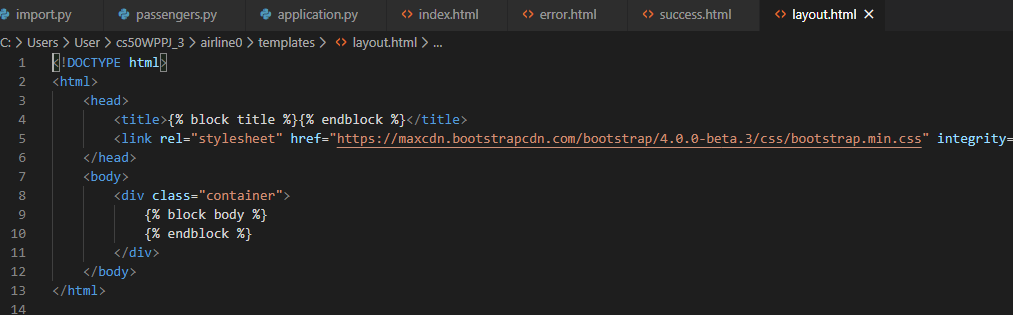 import.py passengers.py application.py index.html error.html success.html layout.html
C: > Users > User > cs50WPPJ_3 > airline0 > templates > layout.html > ...
1 <!DOCTYPE html>
2 <html>
3 <head>
4 <title>{% block title %}{% endblock %}</title>
5 <link rel="stylesheet" href="https://maxcdn.bootstrapcdn.com/bootstrap/4.0.0-beta.3/css/bootstrap.min.css" integrity=
6 </head>
7 <body>
8 <div class="container">
9 {% block body %}
10 {% endblock %}
11 </div>
12 </body>
13 </html>
14